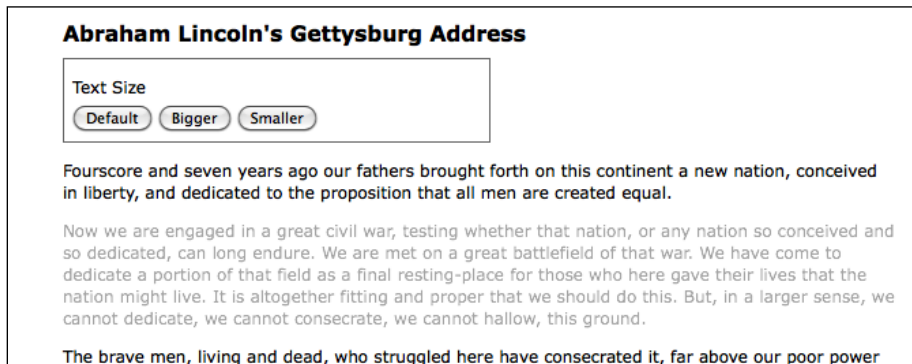 Abraham Lincoln's Gettysburg Address
Text Size
Default Bigger Smaller
Fourscore and seven years ago our fathers brought forth on this continent a new nation, conceived
in liberty, and dedicated to the proposition that all men are created equal.
Now we are engaged in a great civil war, testing whether that nation, or any nation so conceived and
so dedicated, can long endure. We are met on a great battlefield of that war. We have come to
dedicate a portion of that field as a final resting-place for those who here gave their lives that the
nation might live. It is altogether fitting and proper that we should do this. But, in a larger sense, we
cannot dedicate, we cannot consecrate, we cannot hallow, this ground.
The brave men, living and dead, who struggled here have consecrated it, far above our poor power